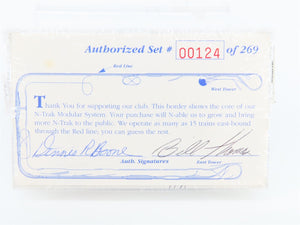 Authorized Set # 00124 of 269
Red Line
West Tower
Thank You for supporting our club. This border shows the core of our
N-Trak Modular System. Your purchase will N-able us to grow and bring
more N-Trak to the public. We operate as many as 15 trains east-bound
through the Red line, you can guess the rest.
Dennis R Boone
Auth. Signatures
East Tower